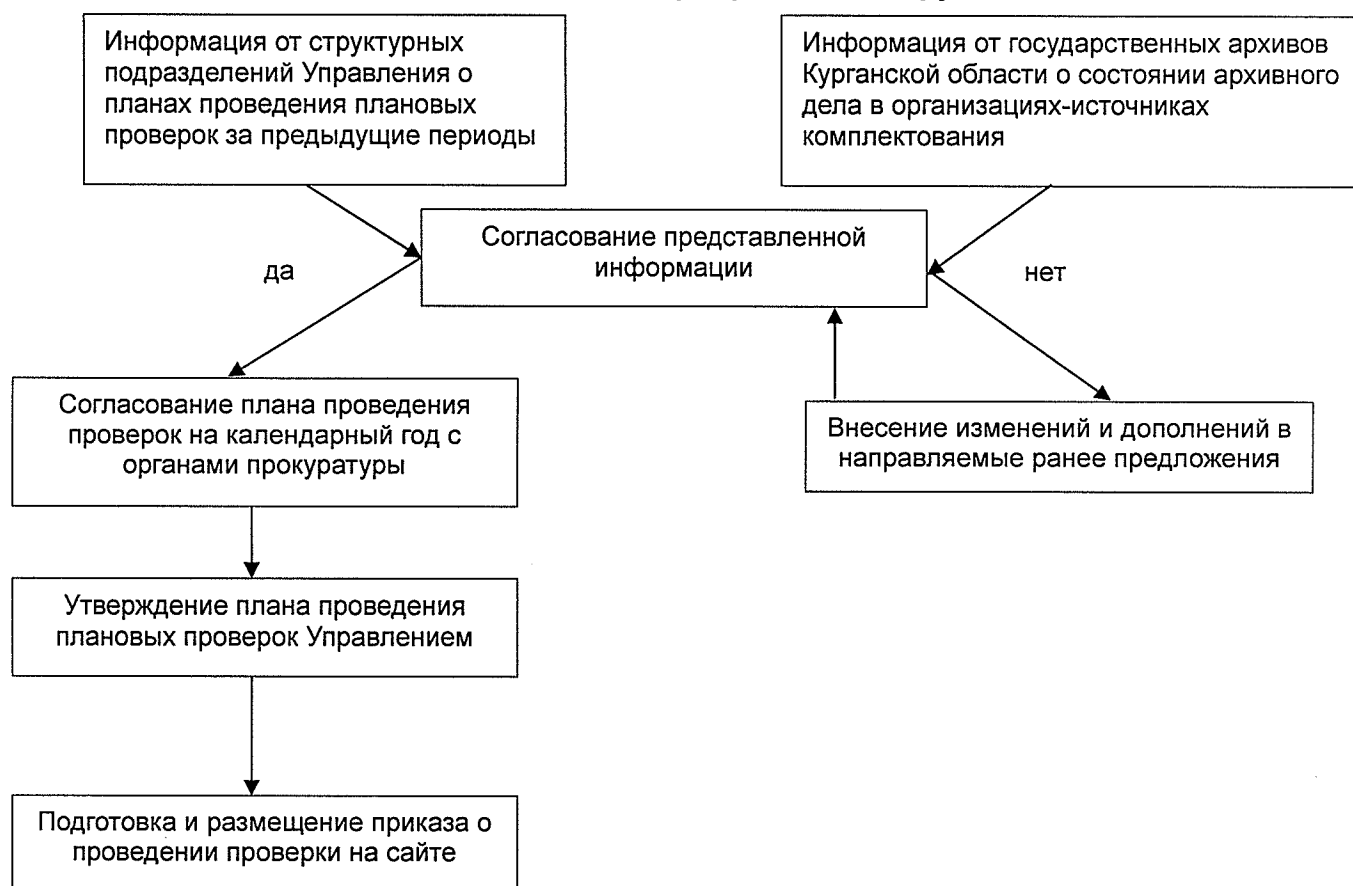 Информация от структурных
подразделений Управления о
планах проведения плановых
проверок за предыдущие периоды
Информация от государственных архивов
Курганской области о состоянии архивного
дела в организациях-источниках
комплектования
Согласование представленной
информации
да
нет
Согласование плана проведения
проверок на календарный год с
органами прокуратуры
Внесение изменений и дополнений в
направляемые ранее предложения
Утверждение плана проведения
плановых проверок Управлением
Подготовка и размещение приказа о
проведении проверки на сайте